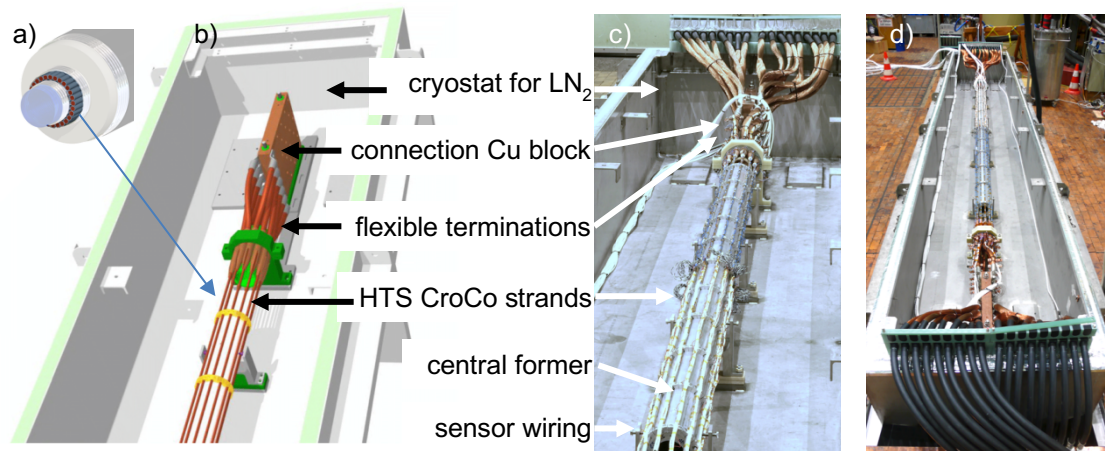 a)
b)
c)
d)
cryostat for LN2
connection Cu block
flexible terminations
HTS CroCo strands
central former
sensor wiring